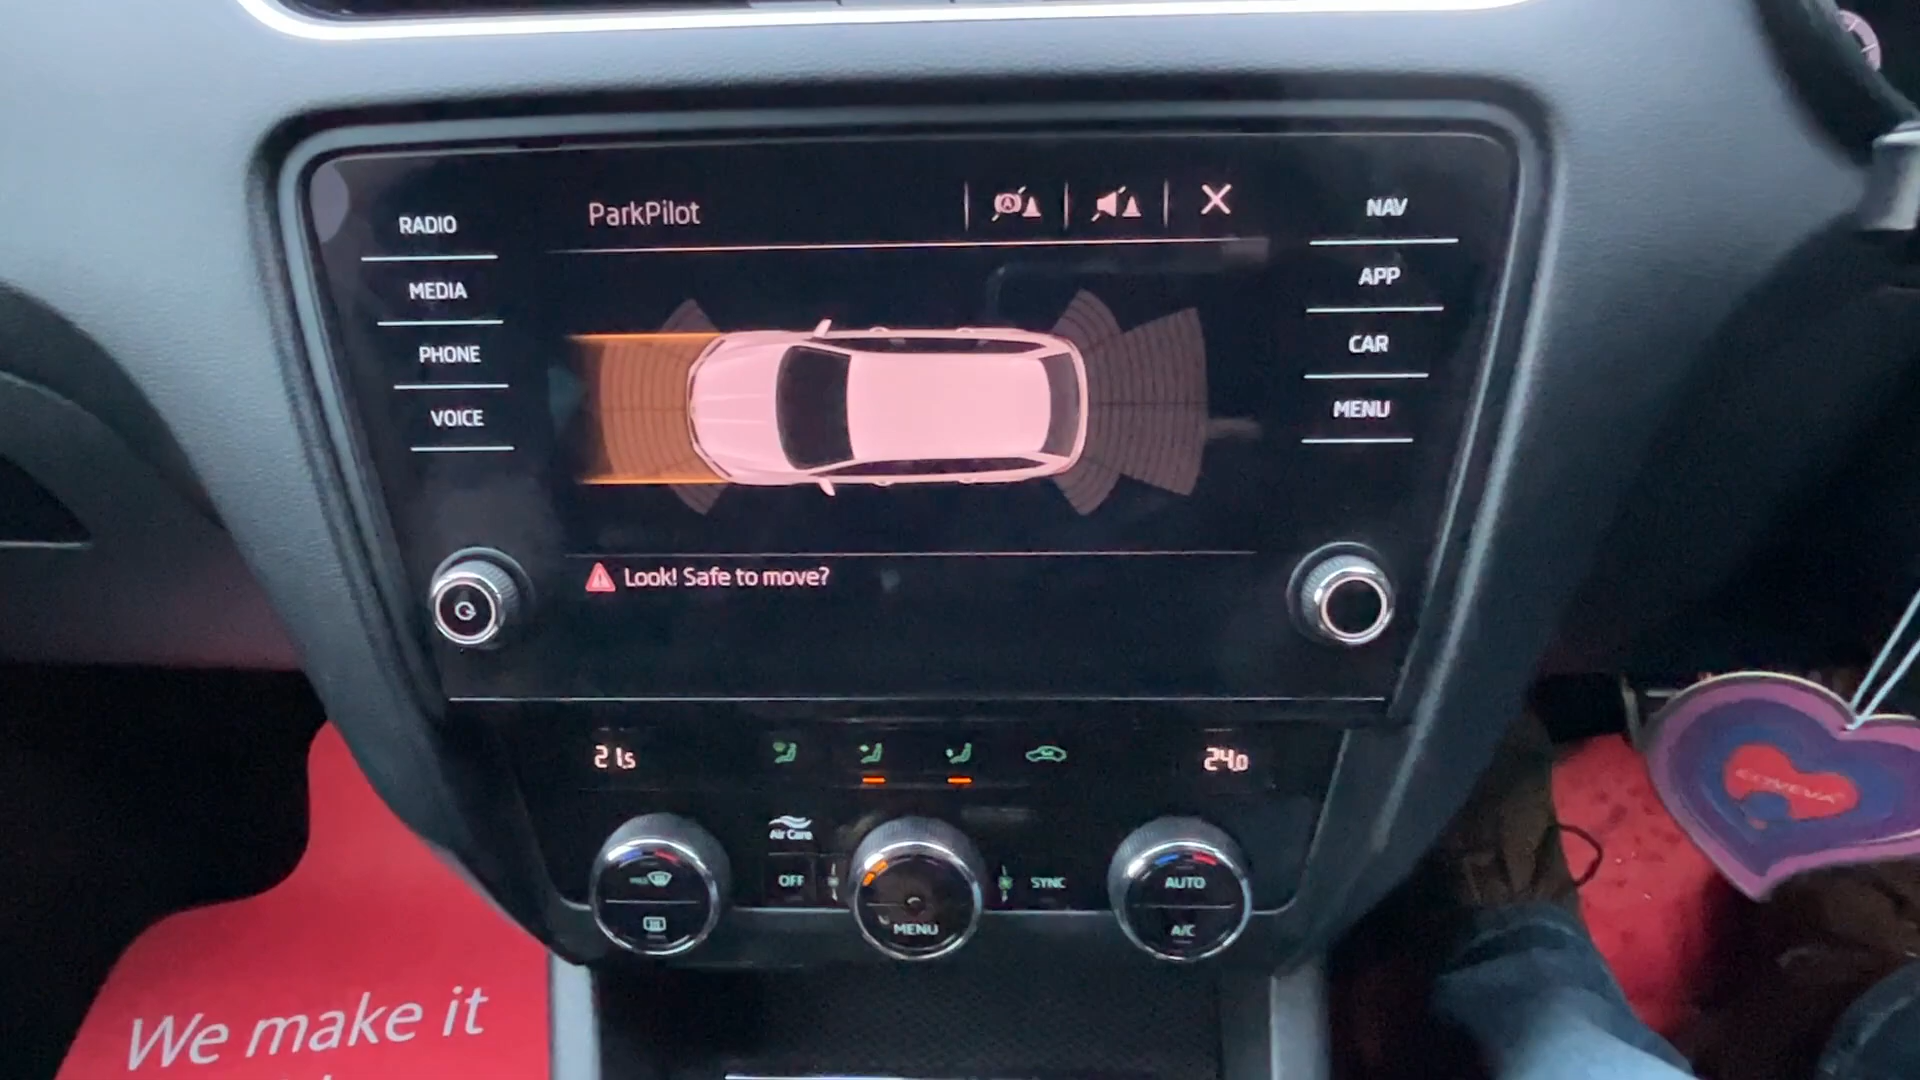 RADIO
MEDIA
PHONE
VOICE
ParkPilot
NAV
APP
CAR
MENU
Look! Safe to move?
21.5
24.0
Air Care
OFF
MENU
SYNC
AUTO
A/C
We make it